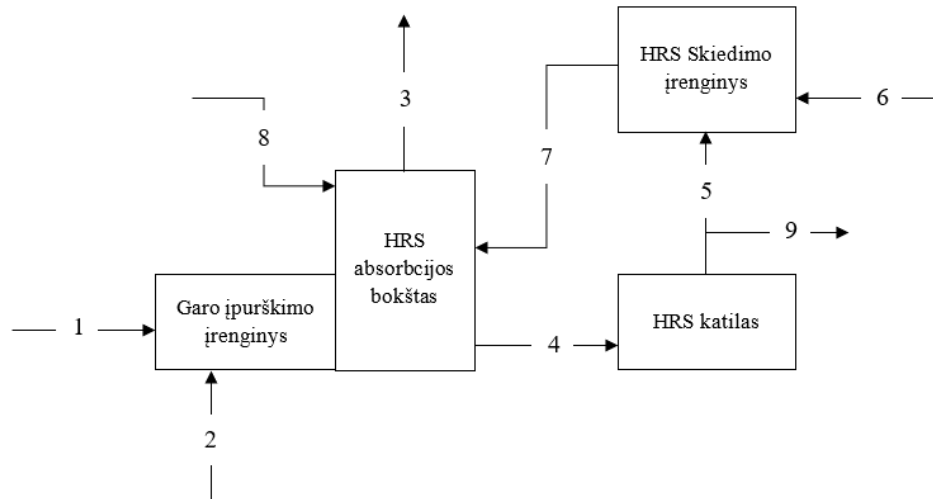 HRS Skiedimo
įrenginys
3
6
8
7
5
HRS
absorbcijos
bokštas
9
Garo įpurškimo
įrenginys
HRS katilas
1
4
2